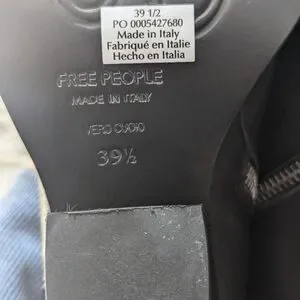 39 1/2
PO 0005427680
Made in Italy
Fabriqué en Italie
Hecho en Italia
FREE PEOPLE
MADE IN ITALY
VERO CUOIO
39½